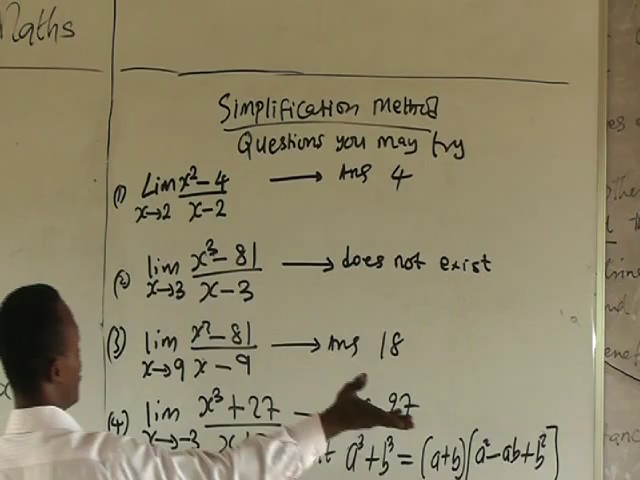 Maths
Simplification Method
Questions you may try
(1) Lim x→2 x²-4 / x-2 → Ans 4
(2) lim x→3 x³-81 / x-3 → does not exist
(3) lim x→9 x²-81 / x-9 → Ans 18
(4) lim x→-3 x³+27 /
a³+b³ = (a+b)[a²-ab+b²]